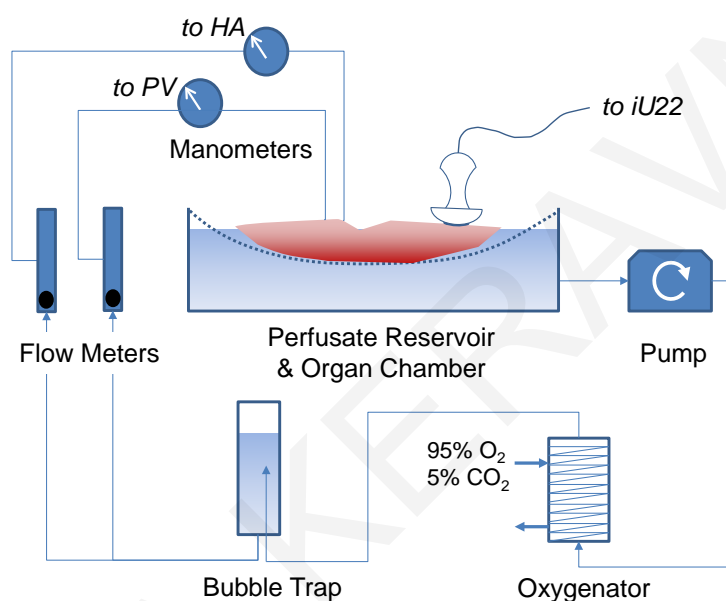 to HA
to PV
Manometers
to iU22
Flow Meters
Perfusate Reservoir
& Organ Chamber
Pump
95% O₂
5% CO₂
Bubble Trap
Oxygenator
KERAV